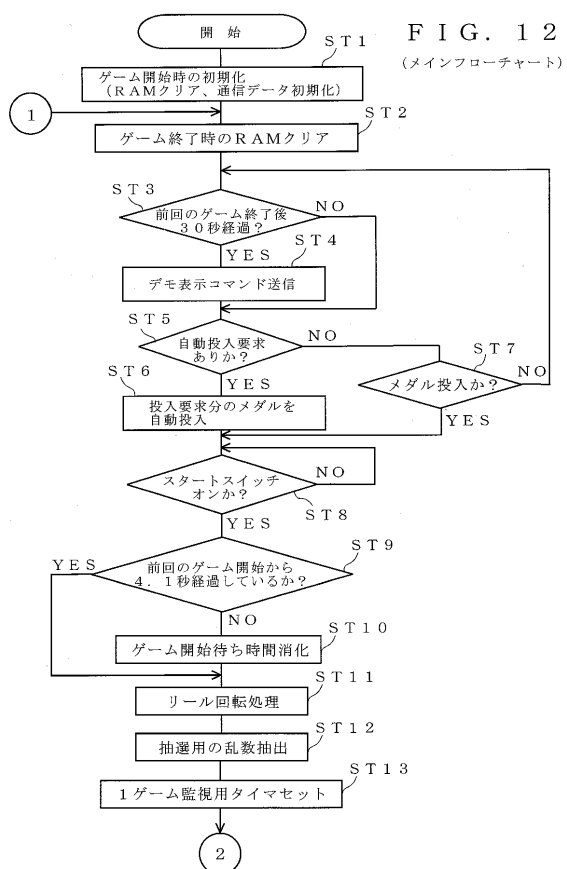 ＦＩＧ．１２
（メインフローチャート）
開　始
ＳＴ１
ゲーム開始時の初期化
（ＲＡＭクリア、通信データ初期化）
１
ＳＴ２
ゲーム終了時のＲＡＭクリア
ＳＴ３
前回のゲーム終了後
３０秒経過？
ＮＯ
ＹＥＳ
ＳＴ４
デモ表示コマンド送信
ＳＴ５
自動投入要求
ありか？
ＮＯ
ＹＥＳ
ＳＴ７
メダル投入か？
ＮＯ
ＹＥＳ
ＳＴ６
投入要求分のメダルを
自動投入
スタートスイッチ
オンか？
ＮＯ
ＳＴ８
ＹＥＳ
ＳＴ９
前回のゲーム開始から
４．１秒経過しているか？
ＹＥＳ
ＮＯ
ＳＴ１０
ゲーム開始待ち時間消化
ＳＴ１１
リール回転処理
ＳＴ１２
抽選用の乱数抽出
ＳＴ１３
１ゲーム監視用タイマセット
２